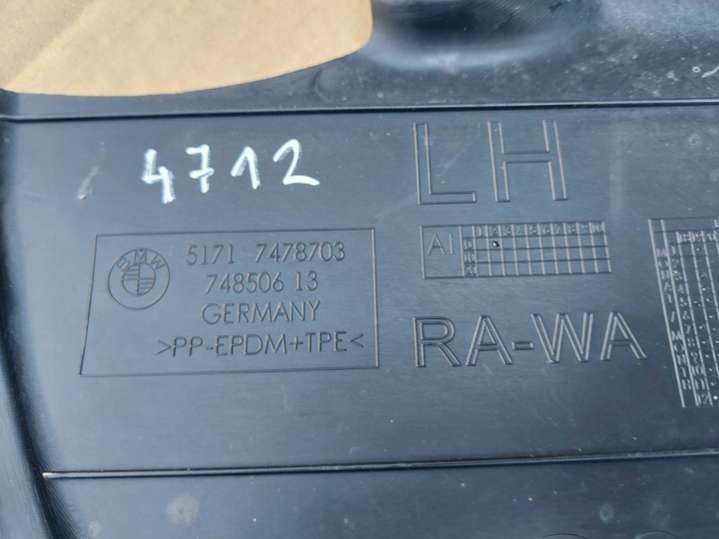 4712
LH
BMW
5171 7478703
748506 13
GERMANY
>PP-EPDM+TPE<
AI
RA-WA